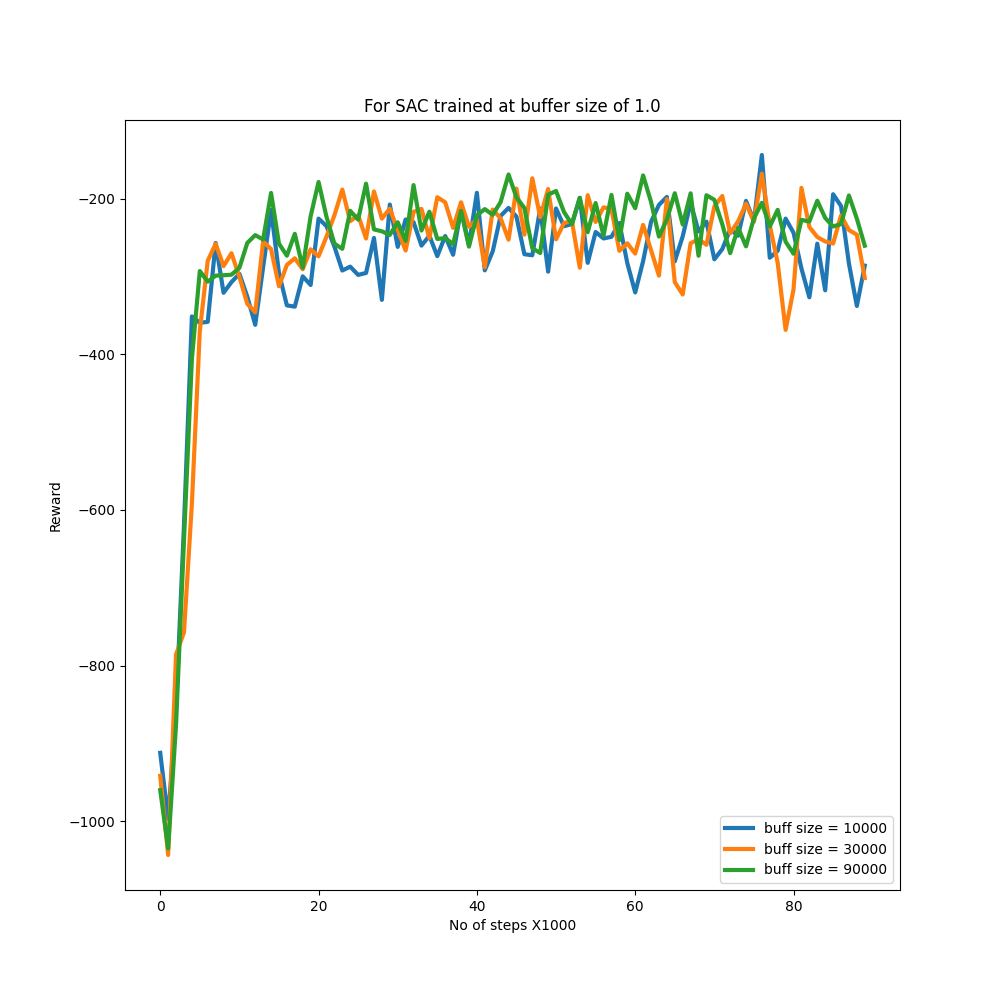 For SAC trained at buffer size of 1.0
Reward
−200
−400
−600
−800
−1000
0 20 40 60 80
No of steps X1000
buff size = 10000
buff size = 30000
buff size = 90000